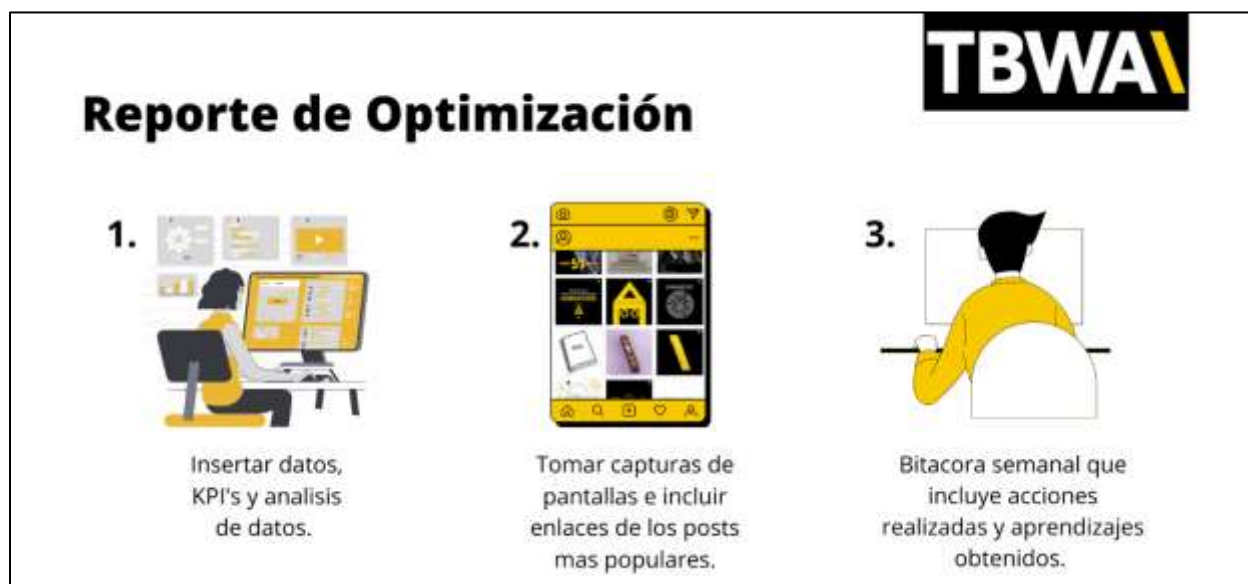 TBWA\
Reporte de Optimización
1.
2.
3.
Insertar datos,
KPI's y analisis
de datos.
Tomar capturas de
pantallas e incluir
enlaces de los posts
mas populares.
Bitacora semanal que
incluye acciones
realizadas y aprendizajes
obtenidos.